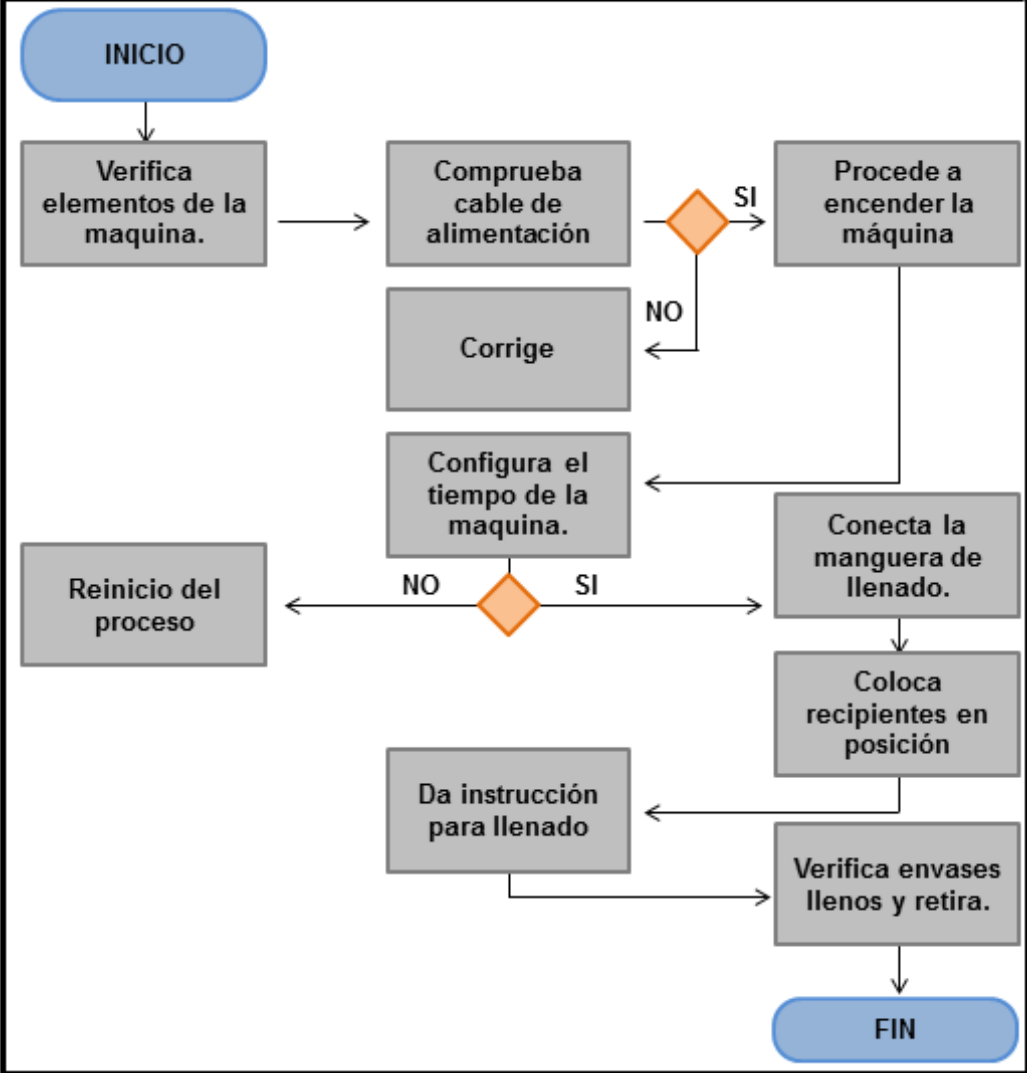 INICIO
Verifica
elementos de la
maquina.
Comprueba
cable de
alimentación
SI
Procede a
encender la
máquina
NO
Corrige
Configura el
tiempo de la
maquina.
Reinicio del
proceso
NO
SI
Conecta la
manguera de
llenado.
Coloca
recipientes en
posición
Da instrucción
para llenado
Verifica envases
llenos y retira.
FIN